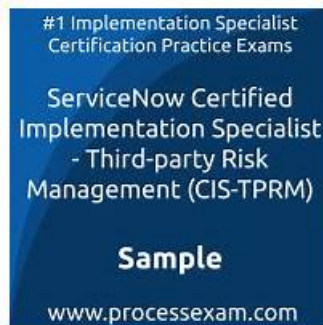 #1 Implementation Specialist
Certification Practice Exams
ServiceNow Certified
Implementation Specialist
- Third-party Risk
Management (CIS-TPRM)
Sample
www.processexam.com